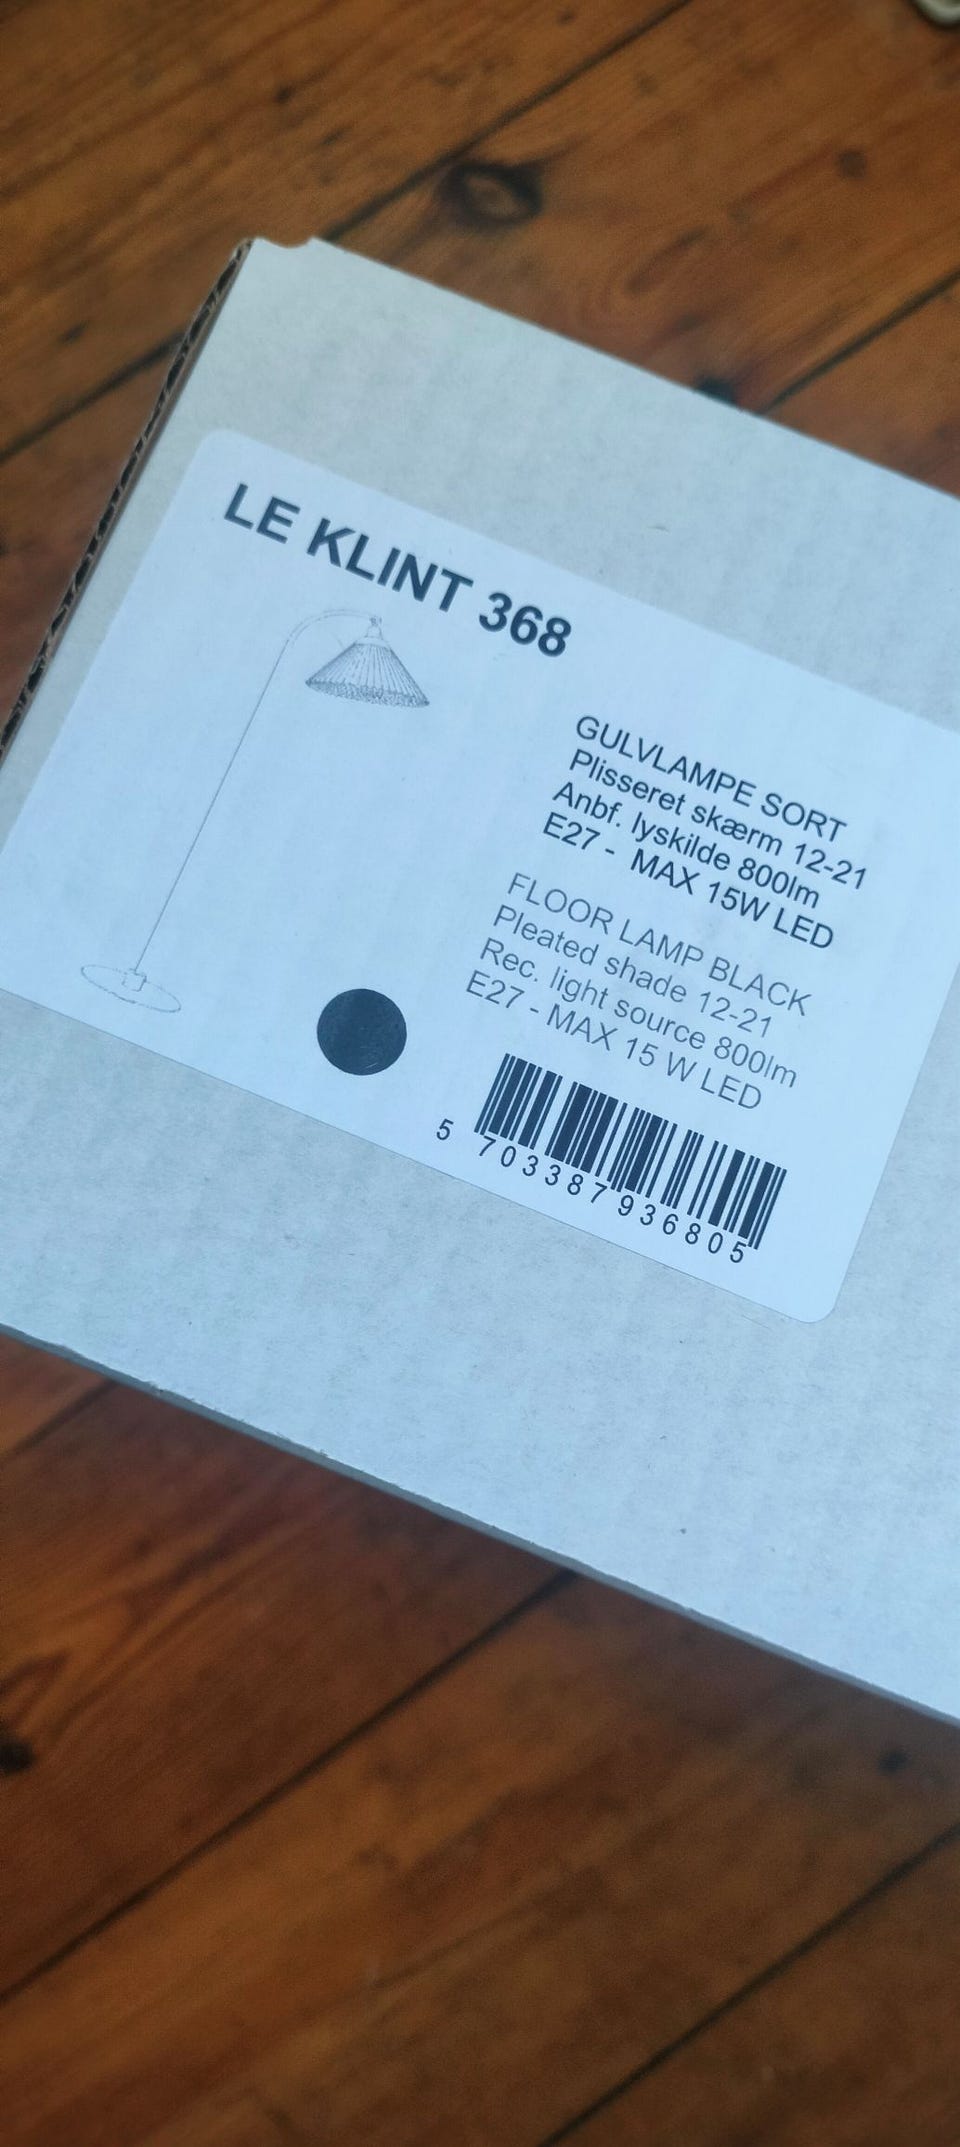 LE KLINT 368
GULVLAMPE SORT
Plisseret skærm 12-21
Anbf. lyskilde 800lm
E27 - MAX 15W LED
FLOOR LAMP BLACK
Pleated shade 12-21
Rec. light source 800lm
E27 - MAX 15 W LED
5 703387 936805